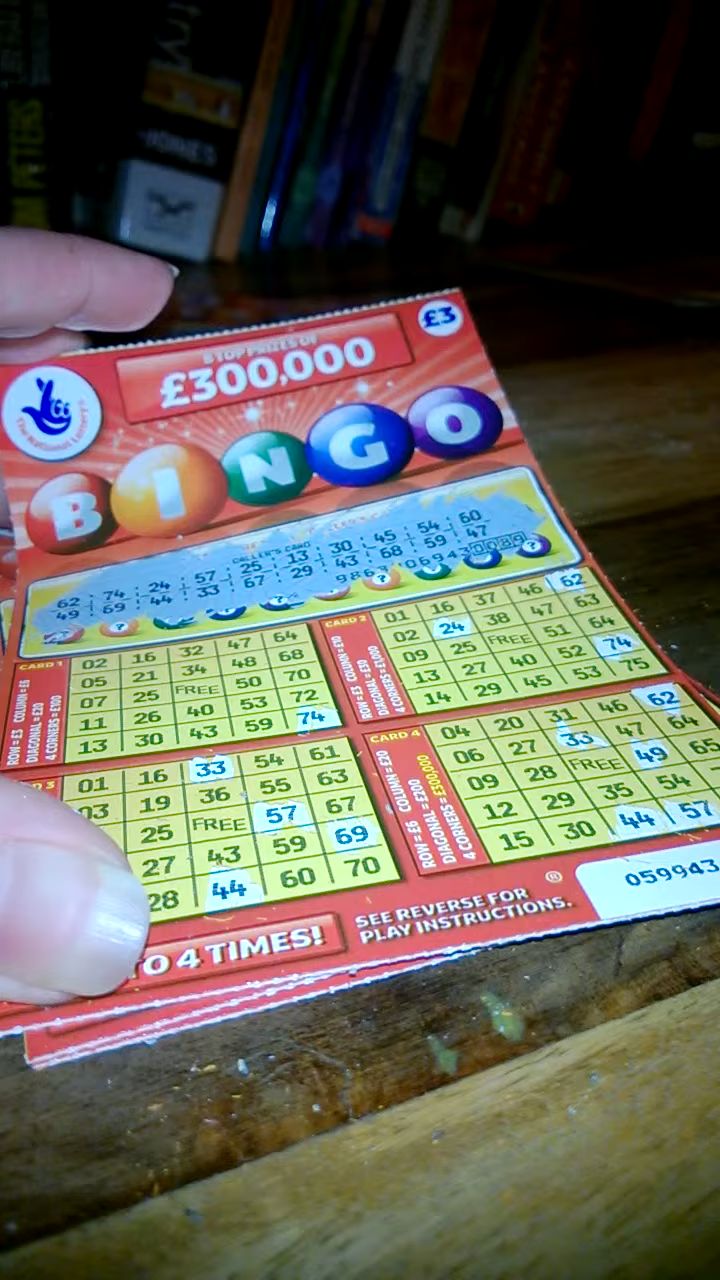 8 TOP PRIZES OF
£300,000
£3
The National Lottery®
BINGO
CALLER'S CARD
62 74 24 57 25 13 30 45 54 60
49 69 44 33 67 29 43 68 59 47
CARD 1
ROW = £3 COLUMN = £5
DIAGONAL = £20
4 CORNERS = £100
02 16 32 47 64
05 21 34 48 68
07 25 FREE 50 70
11 26 40 53 72
13 30 43 59 74
CARD 2
ROW = £5 COLUMN = £10
DIAGONAL = £30
01 16 37 46 62
02 24 38 47 63
09 25 FREE 51 64
13 27 40 52 74
14 29 45 53 75
01 16 33 54 61
03 19 36 55 63
25 FREE 57 67
27 43 59 69
28 44 60 70
CARD 4
ROW = £6 COLUMN = £20
DIAGONAL = £200
4 CORNERS = £300,000
04 20 31 46 62
06 27 33 47 64
09 28 FREE 49 65
12 29 35 54
15 30 44 57
TO 4 TIMES!
SEE REVERSE FOR
PLAY INSTRUCTIONS.
®
059943